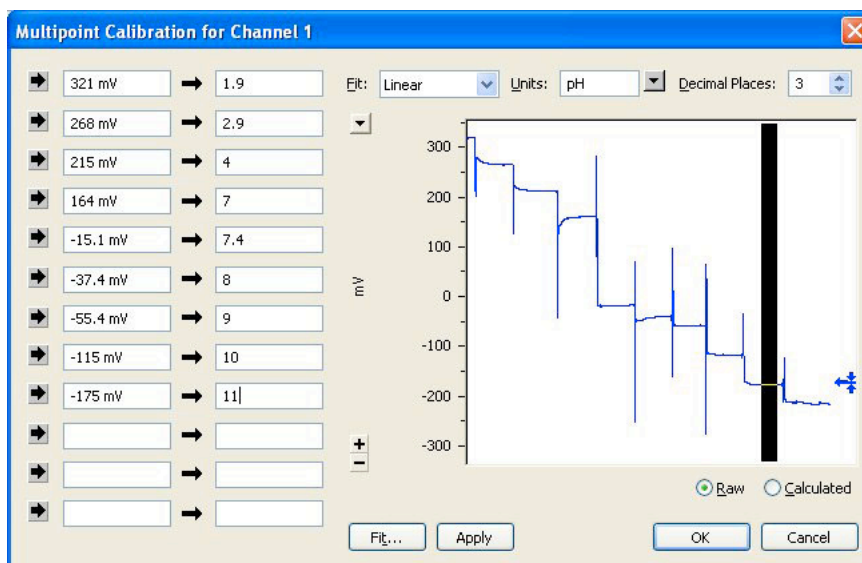 Multipoint Calibration for Channel 1
321 mV 1.9 Fit: Linear Units: pH Decimal Places: 3
268 mV 2.9
215 mV 4
164 mV 7
-15.1 mV 7.4
-37.4 mV 8
-55.4 mV 9
-115 mV 10
-175 mV 11
300
200
100
0
-100
-200
-300
mV
+
−
Raw Calculated
Fit... Apply OK Cancel